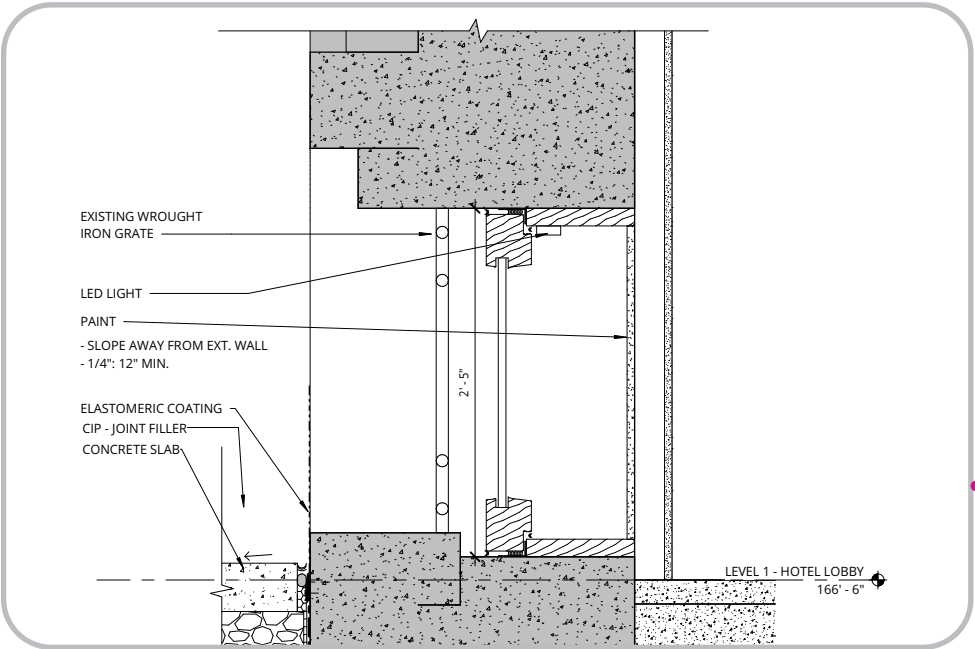 EXISTING WROUGHT
IRON GRATE
LED LIGHT
PAINT
- SLOPE AWAY FROM EXT. WALL
- 1/4": 12" MIN.
2' - 5"
ELASTOMERIC COATING
CIP - JOINT FILLER
CONCRETE SLAB
LEVEL 1 - HOTEL LOBBY
166' - 6"